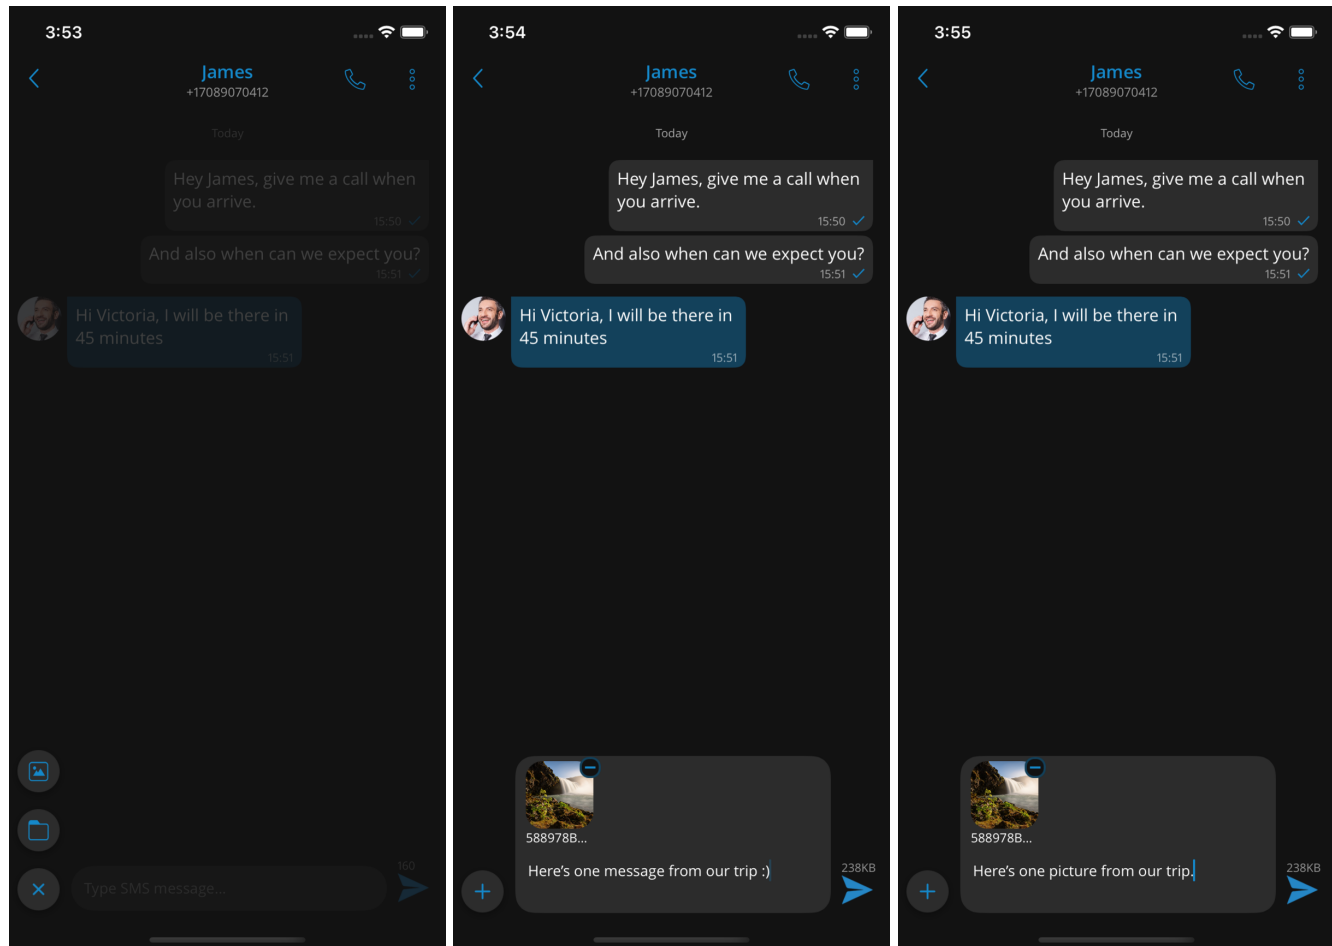 3:53
James
+17089070412
Today
Hey James, give me a call when
you arrive.
15:50
And also when can we expect you?
15:51
Hi Victoria, I will be there in
45 minutes
15:51
160
Type SMS message...
3:54
James
+17089070412
Today
Hey James, give me a call when
you arrive.
15:50
And also when can we expect you?
15:51
Hi Victoria, I will be there in
45 minutes
15:51
588978B...
Here's one message from our trip :)
238KB
3:55
James
+17089070412
Today
Hey James, give me a call when
you arrive.
15:50
And also when can we expect you?
15:51
Hi Victoria, I will be there in
45 minutes
15:51
588978B...
Here's one picture from our trip.
238KB